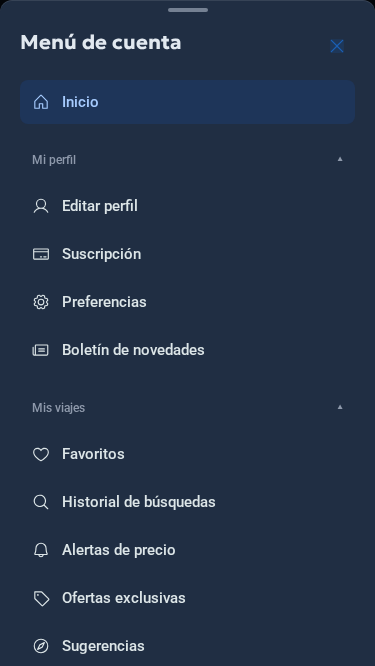 Menú de cuenta
Inicio
Mi perfil
Editar perfil
Suscripción
Preferencias
Boletín de novedades
Mis viajes
Favoritos
Historial de búsquedas
Alertas de precio
Ofertas exclusivas
Sugerencias